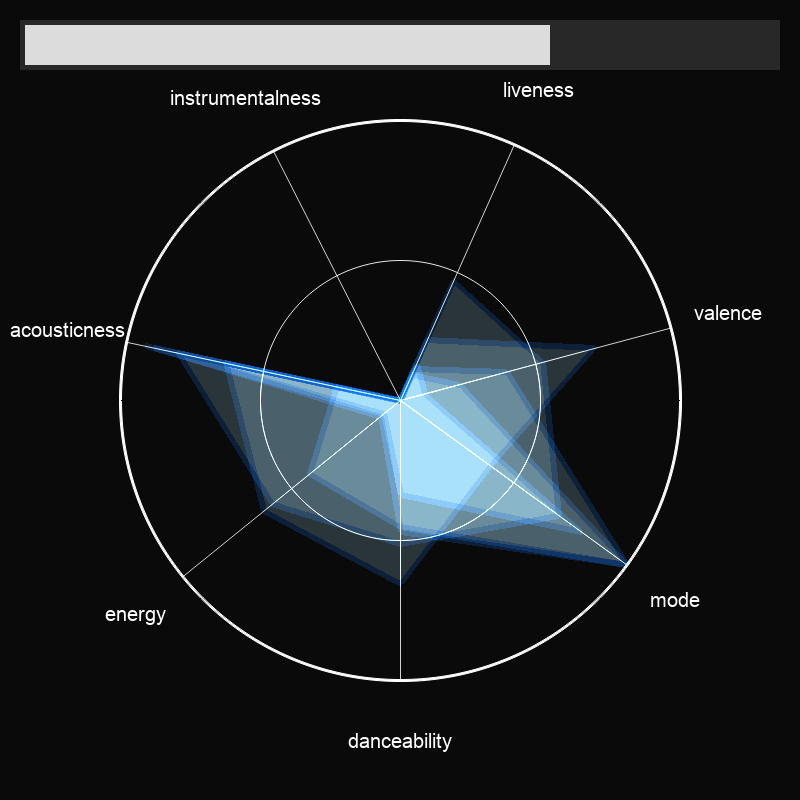 liveness
instrumentalness
valence
acousticness
mode
energy
danceability